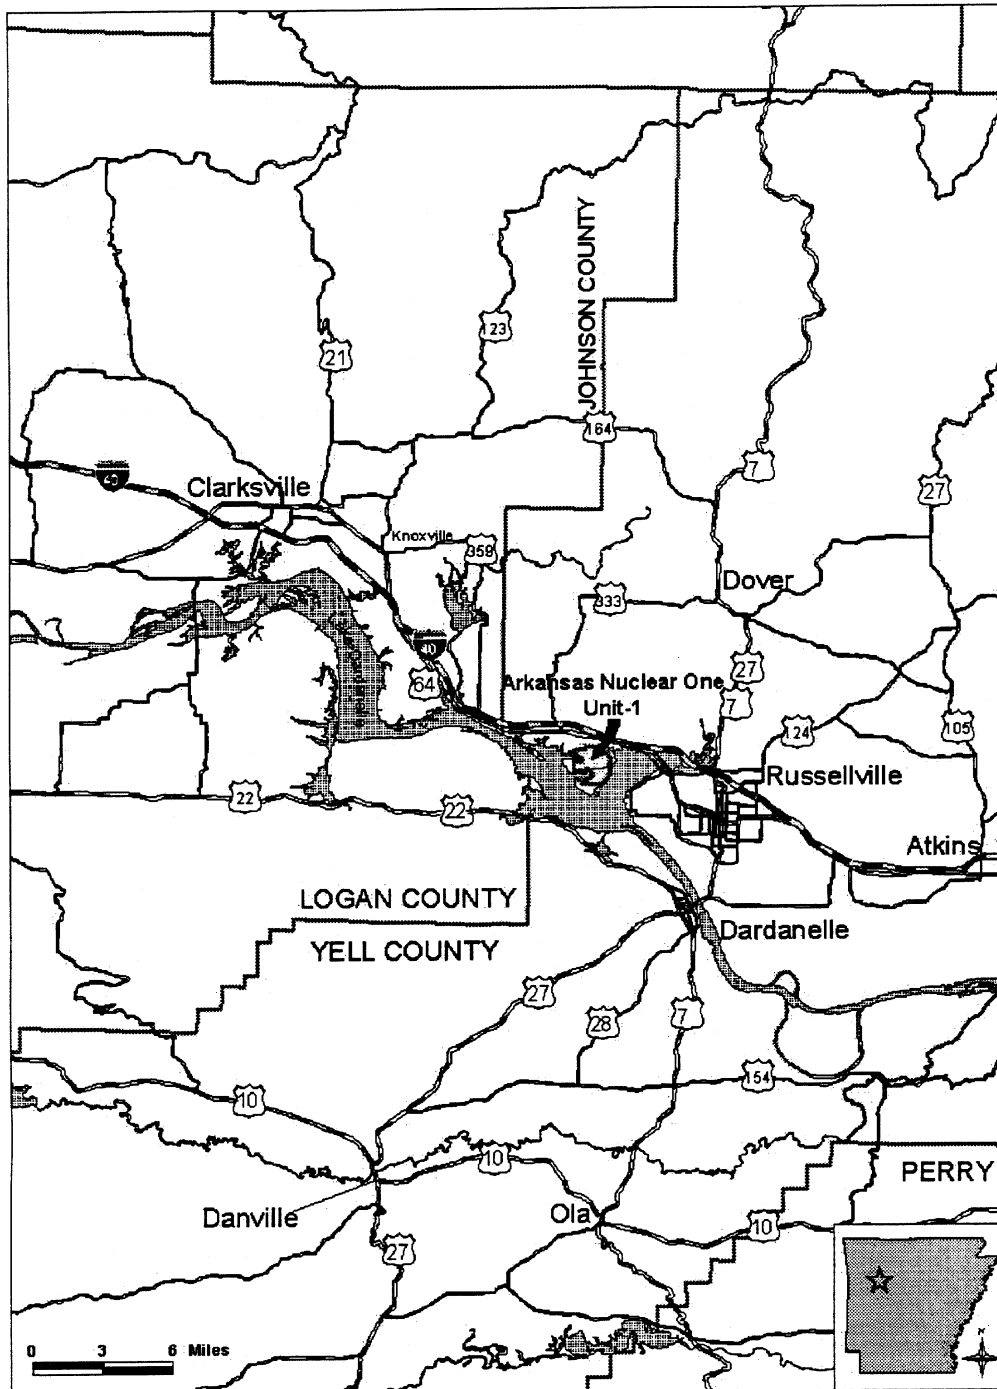 JOHNSON COUNTY
21
123
164
7
27
40
Clarksville
Knoxville
359
Dover
333
27
7
40
64
Arkansas Nuclear One
Unit-1
124
105
Russellville
22
22
Atkins
LOGAN COUNTY
YELL COUNTY
Dardanelle
27
28
7
154
10
10
PERRY
Danville
Ola
10
27
0 3 6 Miles
N